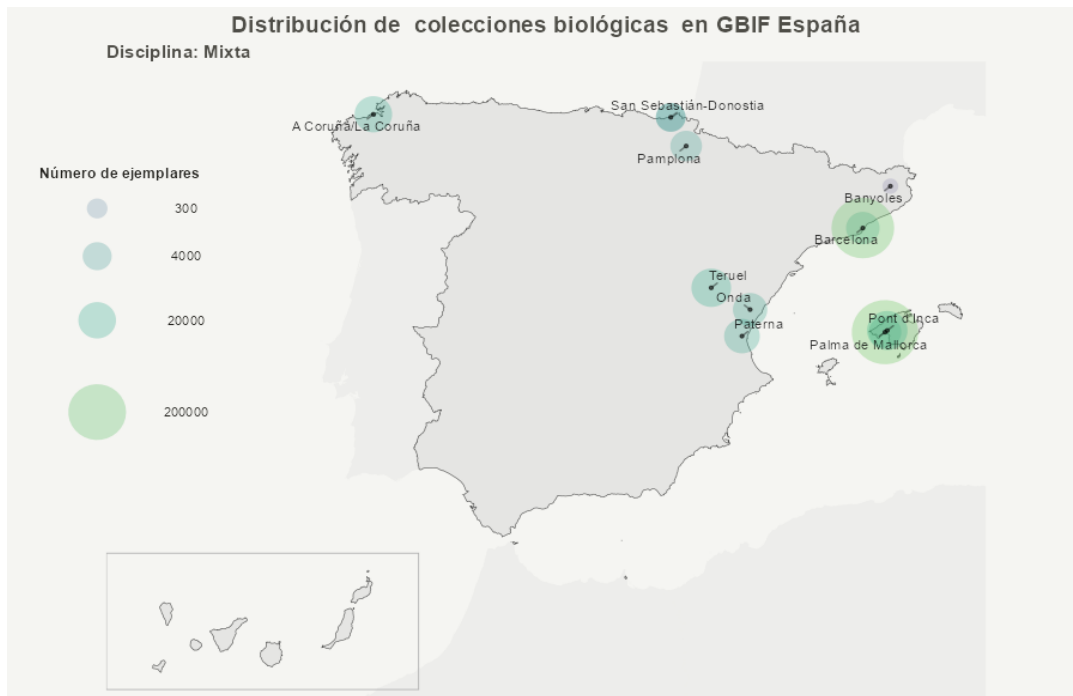 Distribución de colecciones biológicas en GBIF España
Disciplina: Mixta
San Sebastián-Donostia
A Coruña/La Coruña
Pamplona
Número de ejemplares
300
4000
20000
200000
Banyoles
Barcelona
Teruel
Onda
Paterna
Pont d'Inca
Palma de Mallorca